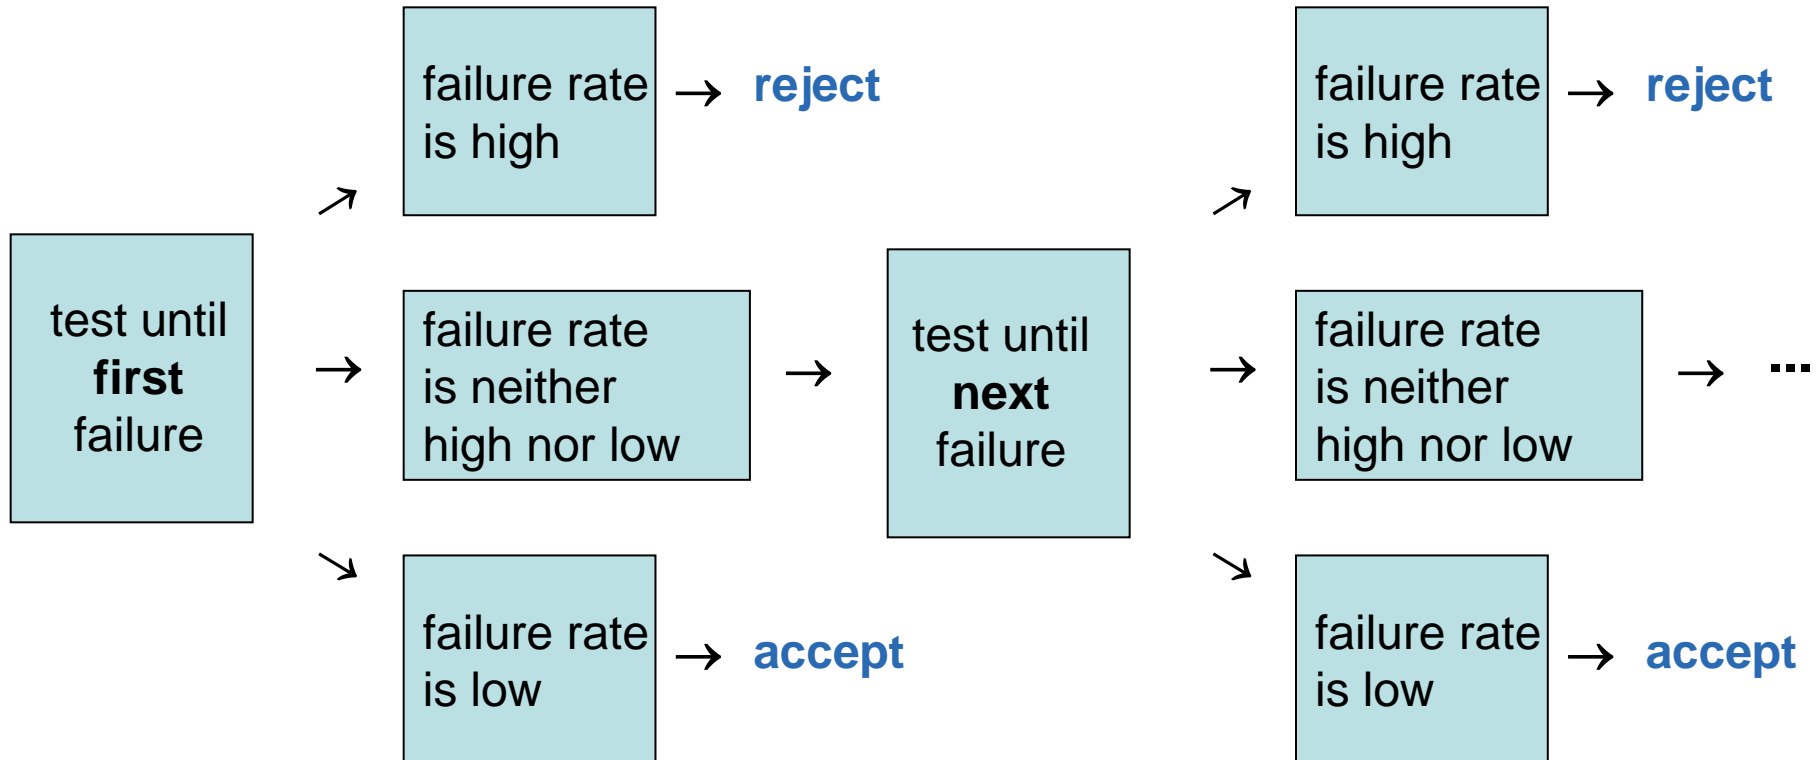 test until
first
failure
failure rate
is high
→ reject
failure rate
is neither
high nor low
failure rate
is low
→ accept
test until
next
failure
failure rate
is high
→ reject
failure rate
is neither
high nor low
→ ...
failure rate
is low
→ accept